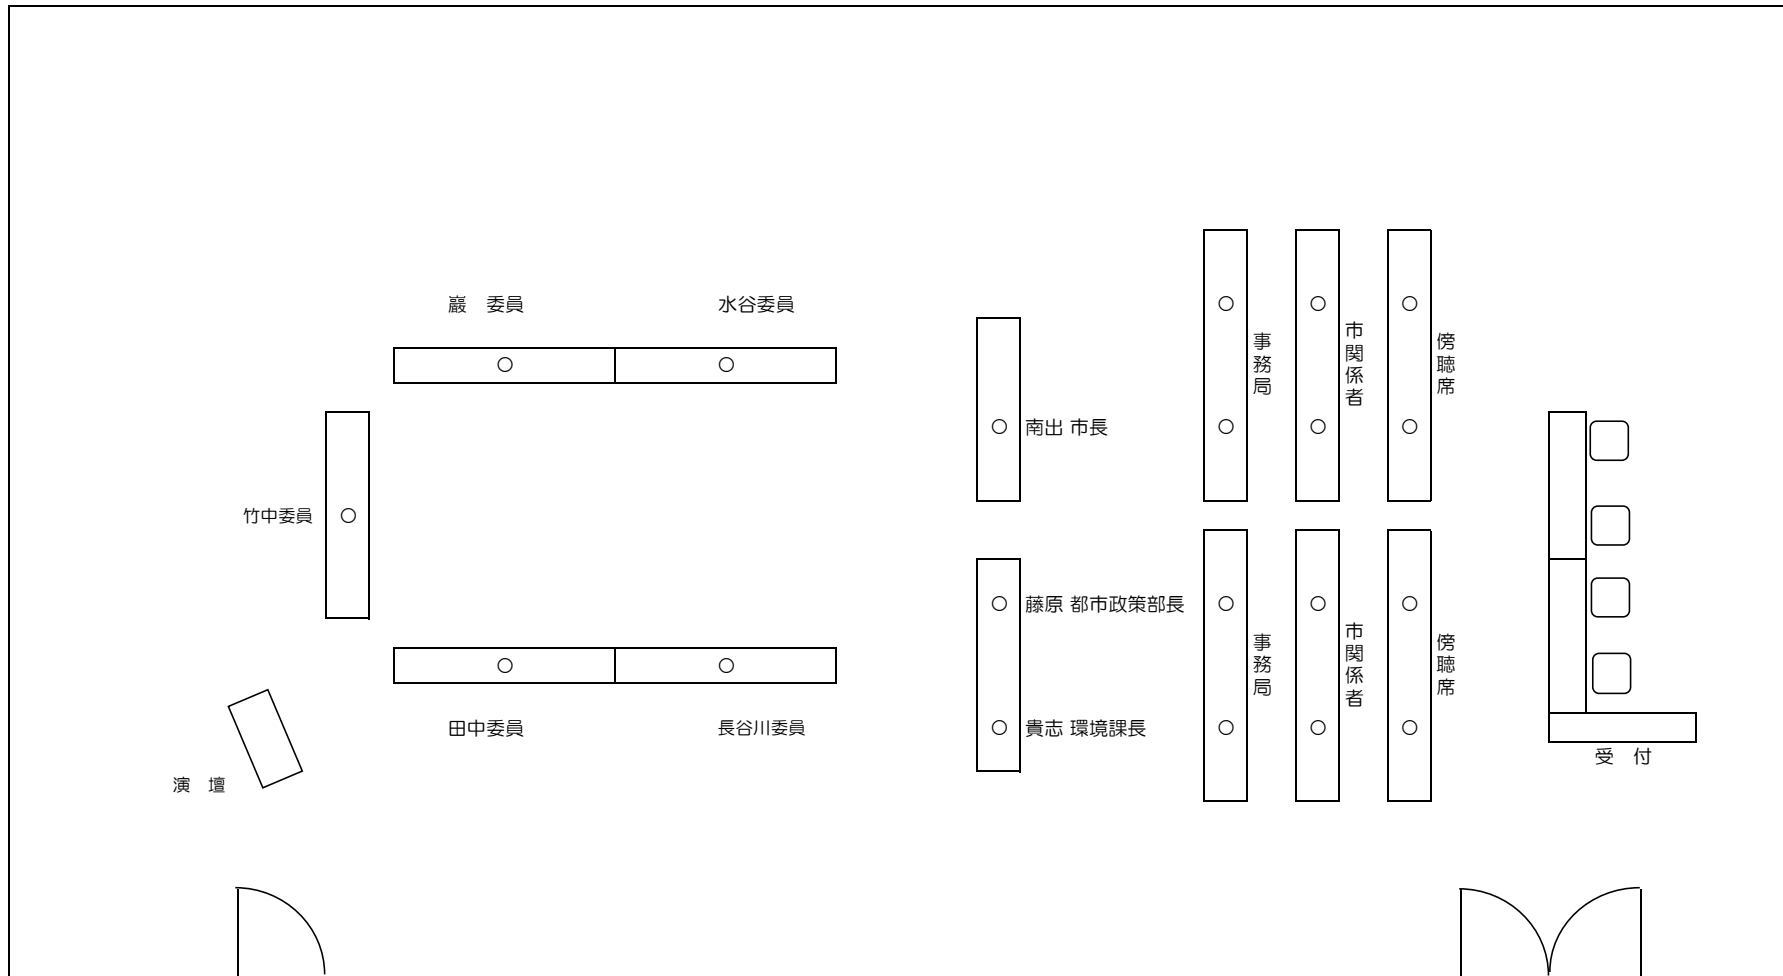 巖　委員
水谷委員
竹中委員
田中委員
長谷川委員
演　壇
南出 市長
藤原 都市政策部長
貴志 環境課長
事務局
市関係者
傍聴席
事務局
市関係者
傍聴席
受　付